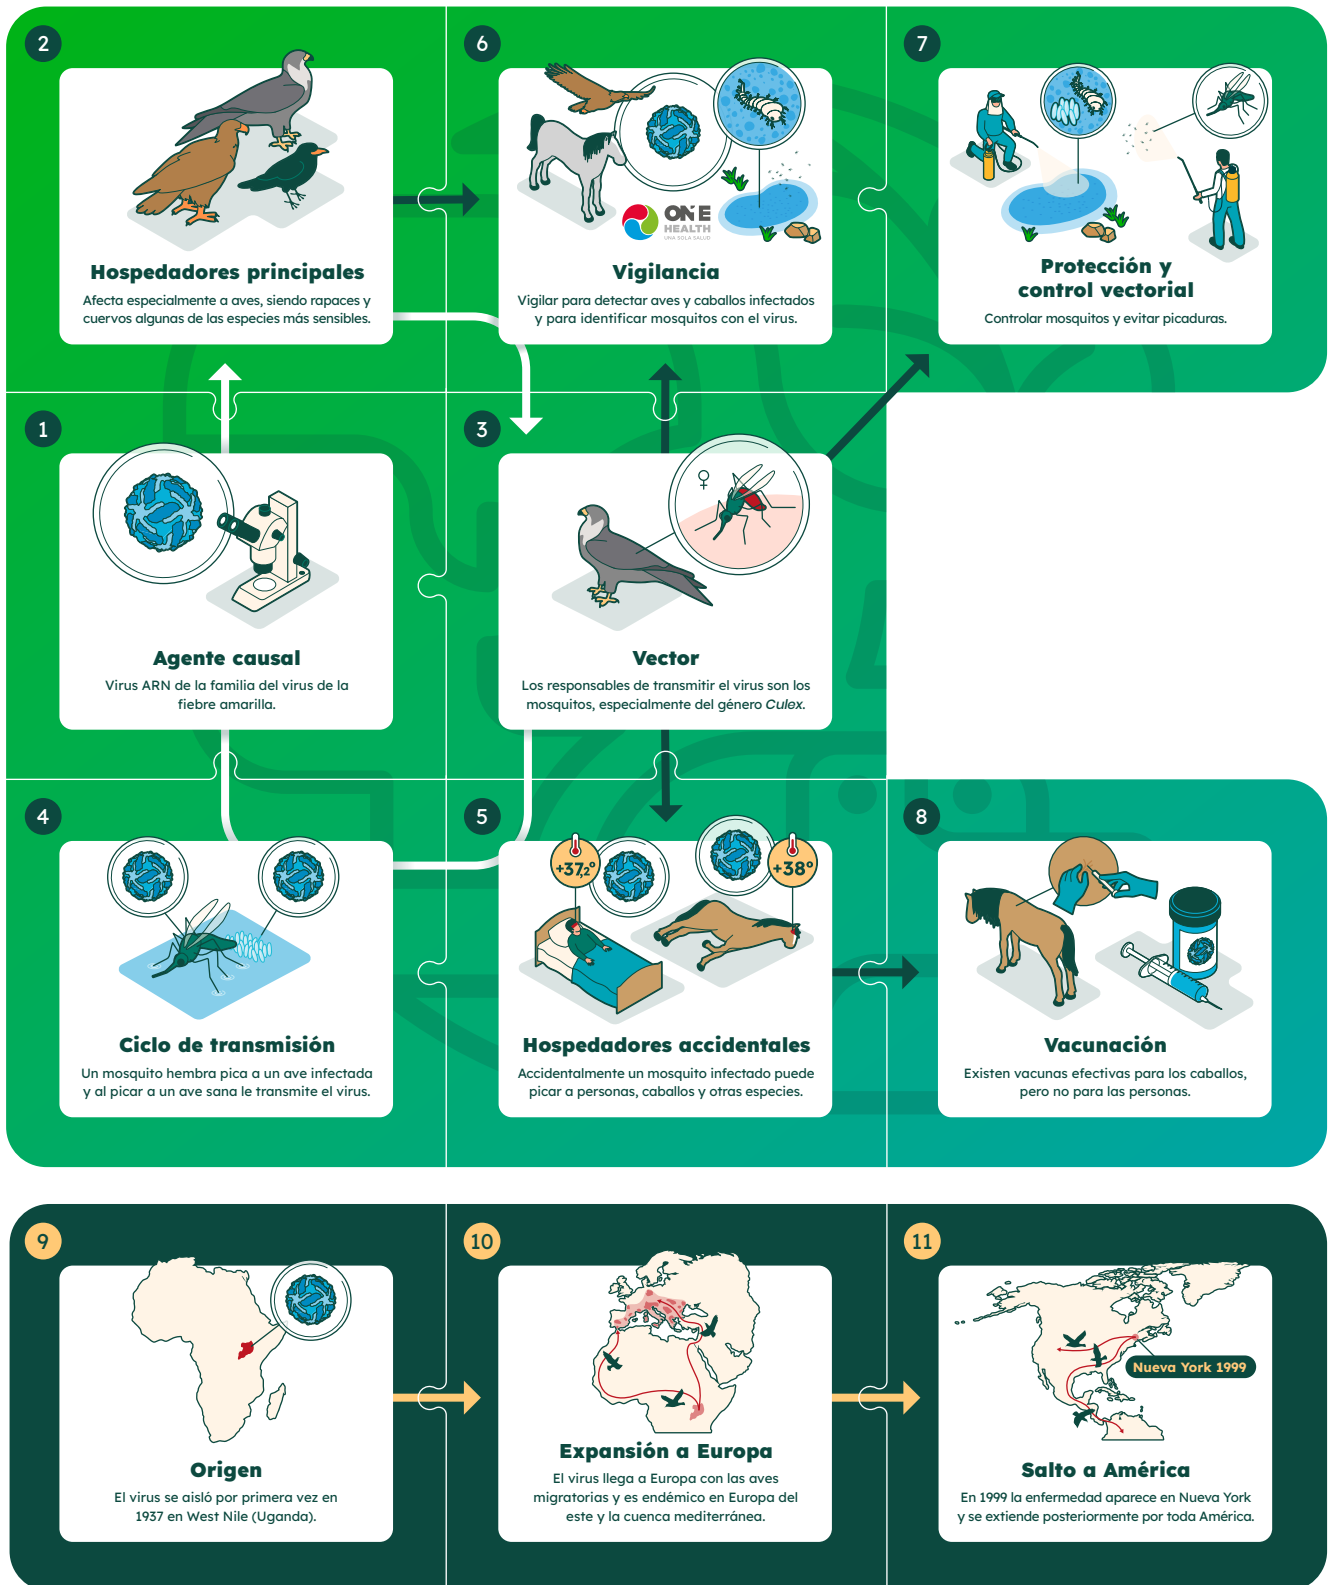 2
Hospedadores principales
Afecta especialmente a aves, siendo rapaces y
cuervos algunas de las especies más sensibles.
6
ONE
HEALTH
UNA SOLA SALUD
Vigilancia
Vigilar para detectar aves y caballos infectados
y para identificar mosquitos con el virus.
7
Protección y
control vectorial
Controlar mosquitos y evitar picaduras.
1
Agente causal
Virus ARN de la familia del virus de la
fiebre amarilla.
3
♀
Vector
Los responsables de transmitir el virus son los
mosquitos, especialmente del género Culex.
4
Ciclo de transmisión
Un mosquito hembra pica a un ave infectada
y al picar a un ave sana le transmite el virus.
5
+37,2°
+38°
Hospedadores accidentales
Accidentalmente un mosquito infectado puede
picar a personas, caballos y otras especies.
8
Vacunación
Existen vacunas efectivas para los caballos,
pero no para las personas.
9
Origen
El virus se aisló por primera vez en
1937 en West Nile (Uganda).
10
Expansión a Europa
El virus llega a Europa con las aves
migratorias y es endémico en Europa del
este y la cuenca mediterránea.
11
Nueva York 1999
Salto a América
En 1999 la enfermedad aparece en Nueva York
y se extiende posteriormente por toda América.